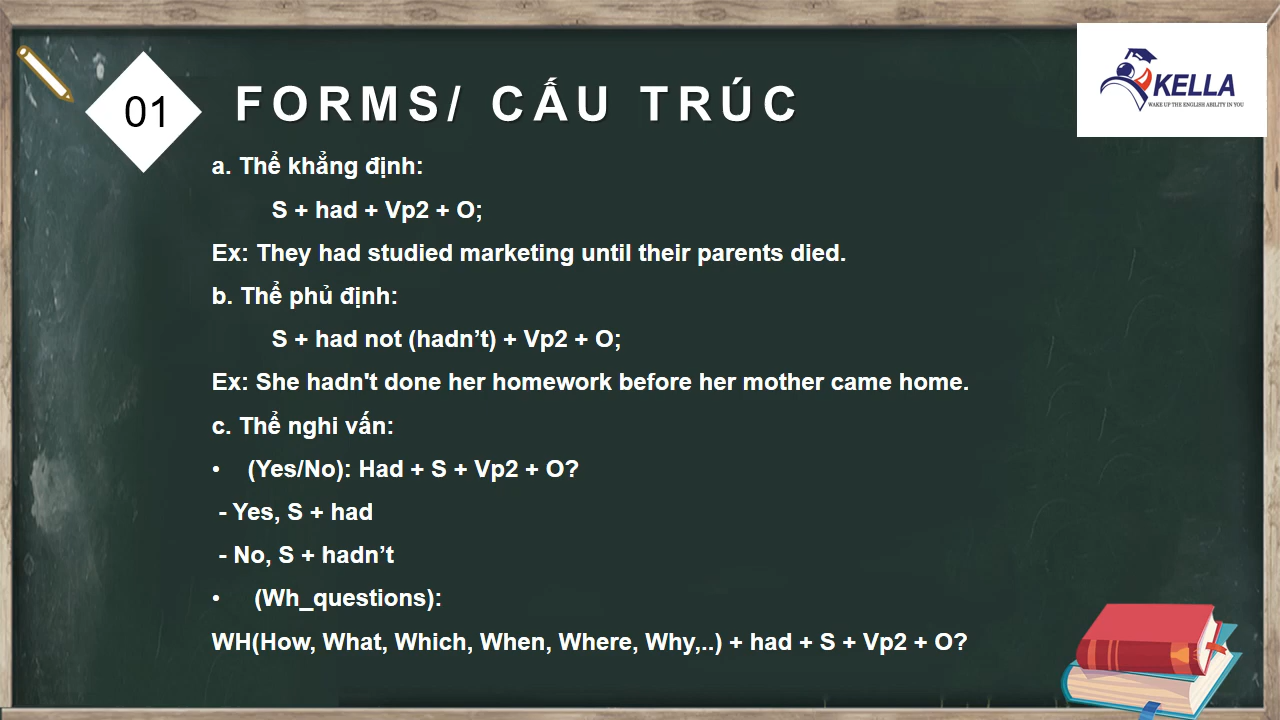 01
FORMS/ CẤU TRÚC
KELLA
WAKE UP THE ENGLISH ABILITY IN YOU
a. Thể khẳng định:
S + had + Vp2 + O;
Ex: They had studied marketing until their parents died.
b. Thể phủ định:
S + had not (hadn’t) + Vp2 + O;
Ex: She hadn't done her homework before her mother came home.
c. Thể nghi vấn:
• (Yes/No): Had + S + Vp2 + O?
- Yes, S + had
- No, S + hadn’t
• (Wh_questions):
WH(How, What, Which, When, Where, Why,..) + had + S + Vp2 + O?